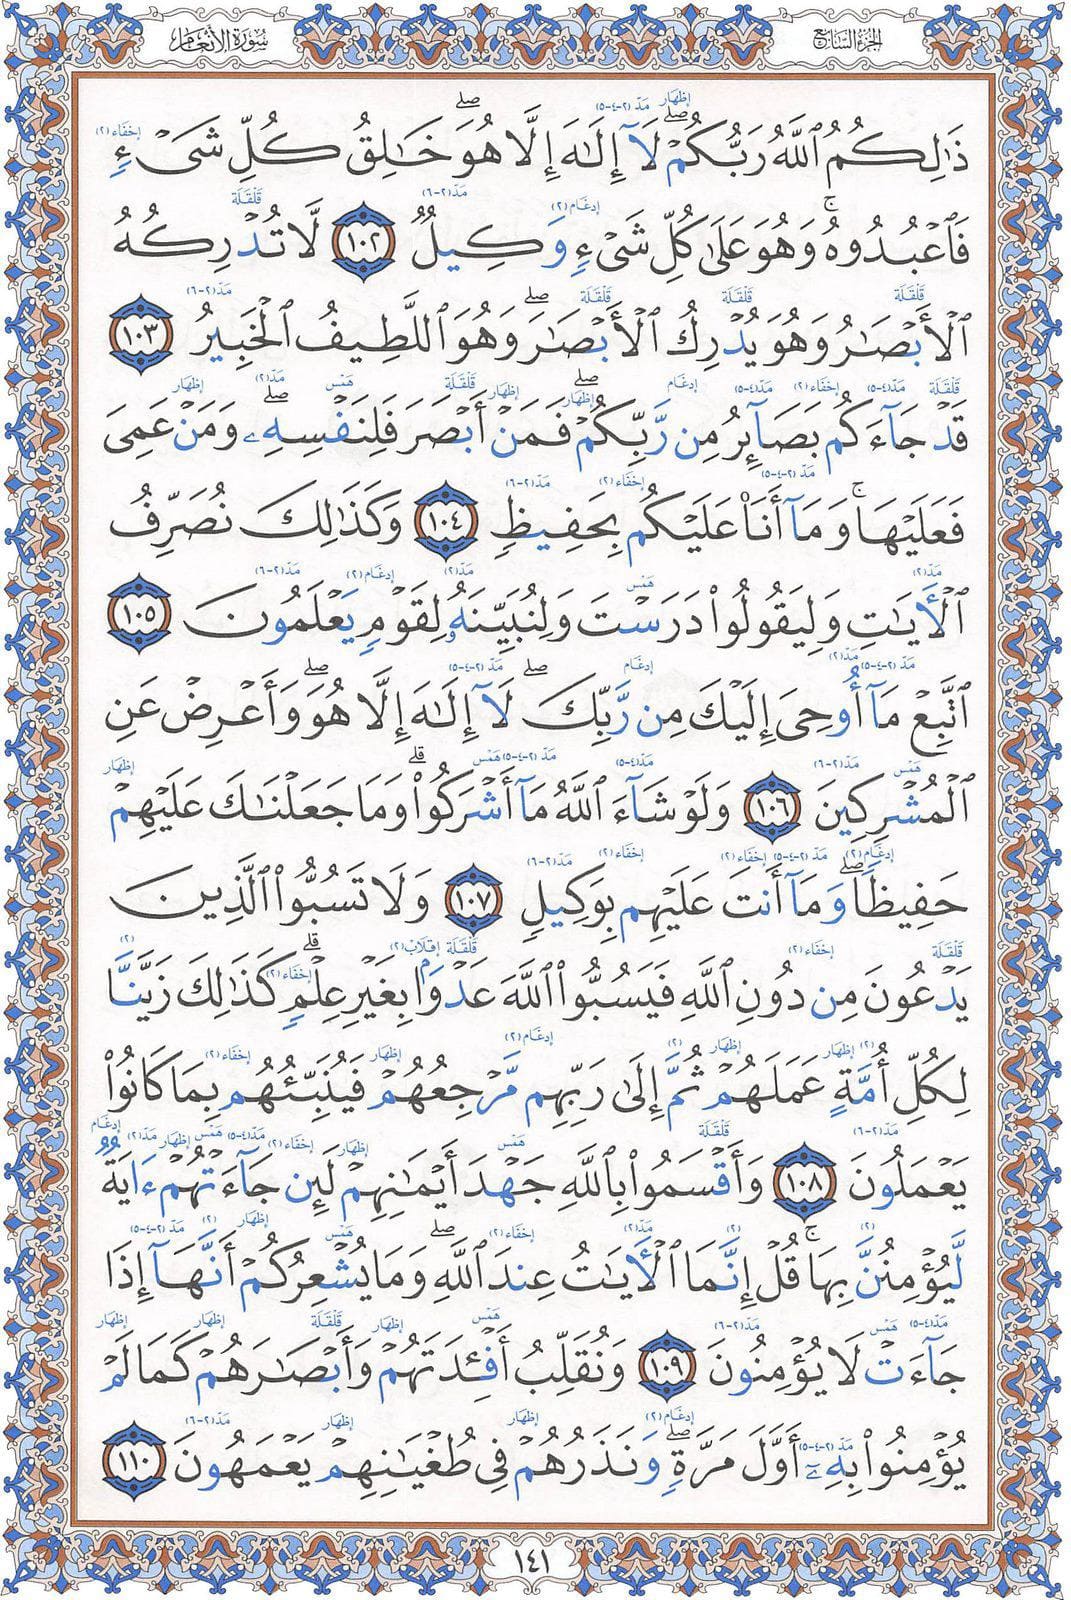 الجزء السابع
سورة الأنعام
ذَٰلِكُمُ ٱللَّهُ رَبُّكُمْ ۖ لَآ إِلَٰهَ إِلَّا هُوَ ۖ خَٰلِقُ كُلِّ شَىْءٍ
فَٱعْبُدُوهُ ۚ وَهُوَ عَلَىٰ كُلِّ شَىْءٍ وَكِيلٌ ١٠٢ لَّا تُدْرِكُهُ
ٱلْأَبْصَٰرُ وَهُوَ يُدْرِكُ ٱلْأَبْصَٰرَ ۖ وَهُوَ ٱللَّطِيفُ ٱلْخَبِيرُ ١٠٣
قَدْ جَآءَكُم بَصَآئِرُ مِن رَّبِّكُمْ ۖ فَمَنْ أَبْصَرَ فَلِنَفْسِهِۦ ۖ وَمَنْ عَمِىَ
فَعَلَيْهَا ۚ وَمَآ أَنَا۠ عَلَيْكُم بِحَفِيظٍ ١٠٤ وَكَذَٰلِكَ نُصَرِّفُ
ٱلْأَيَٰتِ وَلِيَقُولُوا۟ دَرَسْتَ وَلِنُبَيِّنَهُۥ لِقَوْمٍ يَعْلَمُونَ ١٠٥
ٱتَّبِعْ مَآ أُوحِىَ إِلَيْكَ مِن رَّبِّكَ ۖ لَآ إِلَٰهَ إِلَّا هُوَ ۖ وَأَعْرِضْ عَنِ
ٱلْمُشْرِكِينَ ١٠٦ وَلَوْ شَآءَ ٱللَّهُ مَآ أَشْرَكُوا۟ ۗ وَمَا جَعَلْنَٰكَ عَلَيْهِمْ
حَفِيظًا ۖ وَمَآ أَنتَ عَلَيْهِم بِوَكِيلٍ ١٠٧ وَلَا تَسُبُّوا۟ ٱلَّذِينَ
يَدْعُونَ مِن دُونِ ٱللَّهِ فَيَسُبُّوا۟ ٱللَّهَ عَدْوًۢا بِغَيْرِ عِلْمٍ ۗ كَذَٰلِكَ زَيَّنَّا
لِكُلِّ أُمَّةٍ عَمَلَهُمْ ثُمَّ إِلَىٰ رَبِّهِم مَّرْجِعُهُمْ فَيُنَبِّئُهُم بِمَا كَانُوا۟
يَعْمَلُونَ ١٠٨ وَأَقْسَمُوا۟ بِٱللَّهِ جَهْدَ أَيْمَٰنِهِمْ لَئِن جَآءَتْهُمْ ءَايَةٌ
لَّيُؤْمِنُنَّ بِهَا ۚ قُلْ إِنَّمَا ٱلْأَيَٰتُ عِندَ ٱللَّهِ ۖ وَمَا يُشْعِرُكُمْ أَنَّهَآ إِذَا
جَآءَتْ لَا يُؤْمِنُونَ ١٠٩ وَنُقَلِّبُ أَفْـِٔدَتَهُمْ وَأَبْصَٰرَهُمْ كَمَا لَمْ
يُؤْمِنُوا۟ بِهِۦٓ أَوَّلَ مَرَّةٍ ۖ وَنَذَرُهُمْ فِى طُغْيَٰنِهِمْ يَعْمَهُونَ ١١٠
١٤١